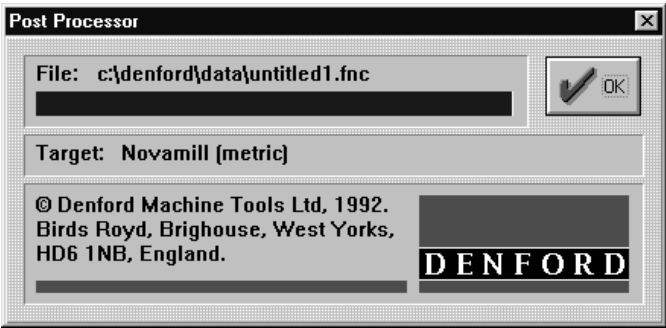 Post Processor
File: c:\denford\data\untitled1.fnc
OK
Target: Novamill (metric)
© Denford Machine Tools Ltd, 1992.
Birds Royd, Brighouse, West Yorks,
HD6 1NB, England.
DENFORD